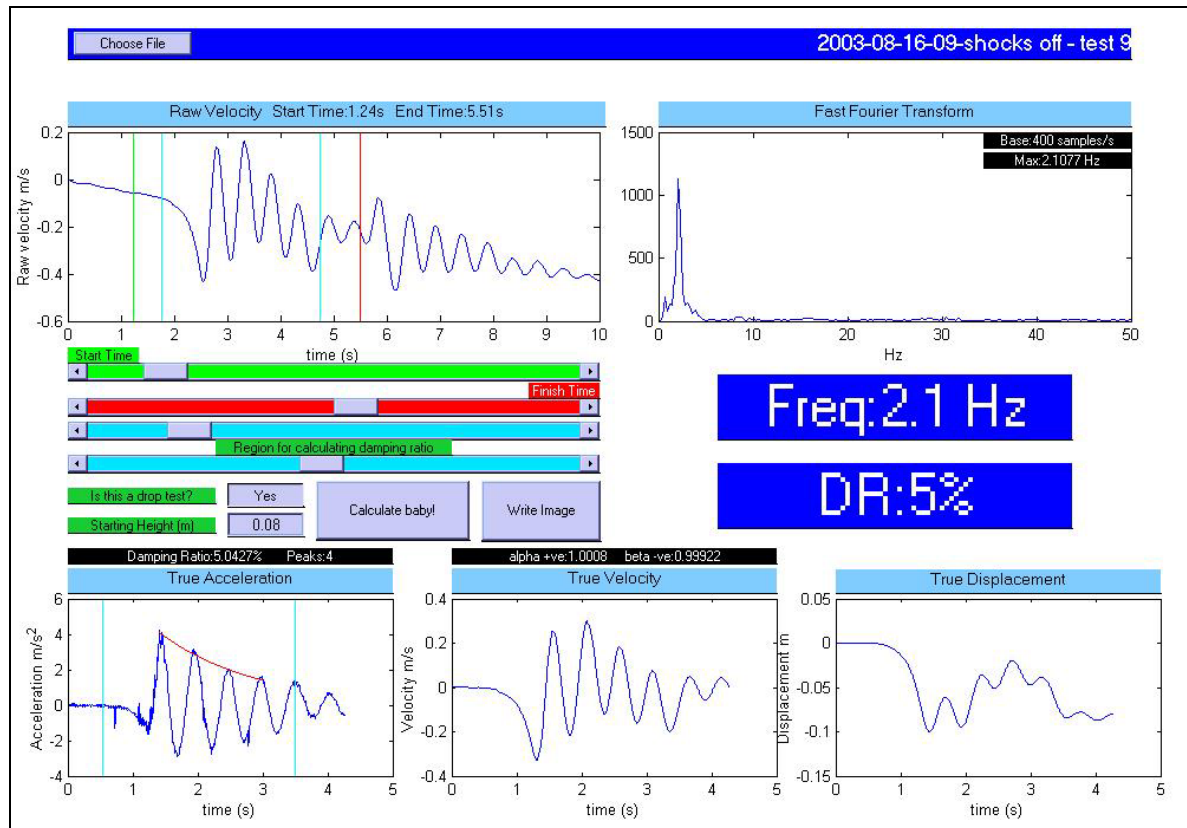 Choose File
2003-08-16-09-shocks off - test 9
Raw Velocity Start Time:1.24s End Time:5.51s
Raw velocity m/s
0.2
0
-0.2
-0.4
-0.6
0 1 2 3 4 5 6 7 8 9 10
time (s)
Fast Fourier Transform
Base:400 samples/s
Max:2.1077 Hz
1500
1000
500
0
0 10 20 30 40 50
Hz
Start Time
Finish Time
Region for calculating damping ratio
Is this a drop test?
Yes
Starting Height (m)
0.08
Calculate baby!
Write Image
Freq:2.1 Hz
DR:5%
Damping Ratio:5.0427% Peaks:4
True Acceleration
Acceleration m/s²
6
4
2
0
-2
-4
0 1 2 3 4 5
time (s)
alpha +ve:1.0008 beta -ve:0.99922
True Velocity
Velocity m/s
0.4
0.2
0
-0.2
-0.4
0 1 2 3 4 5
time (s)
True Displacement
Displacement m
0.05
0
-0.05
-0.1
-0.15
0 1 2 3 4 5
time (s)